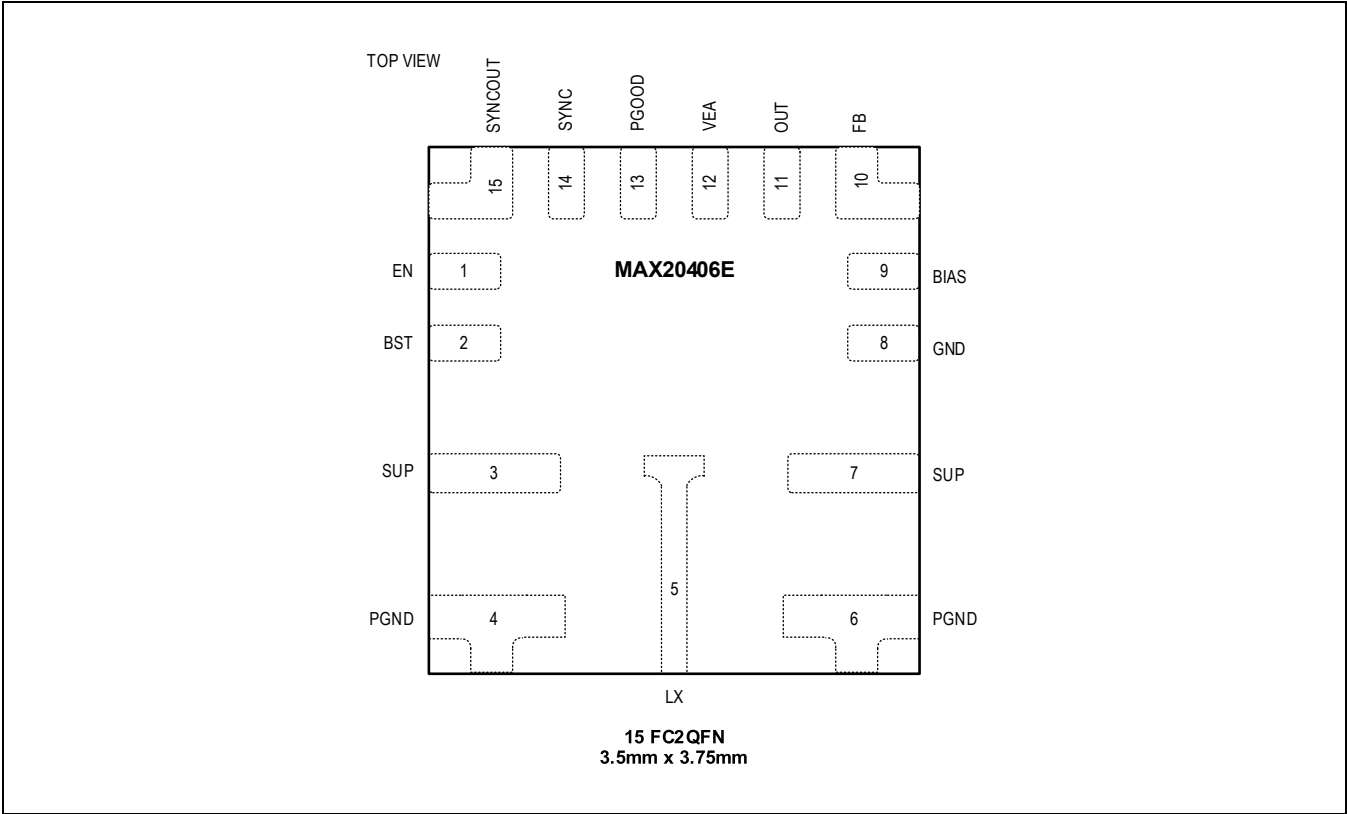 TOP VIEW
SYNCOUT
SYNC
PGOOD
VEA
OUT
FB
15
14
13
12
11
10
EN
1
MAX20406E
9
BIAS
BST
2
8
GND
SUP
3
7
SUP
5
PGND
4
6
PGND
LX
15 FC2QFN
3.5mm x 3.75mm